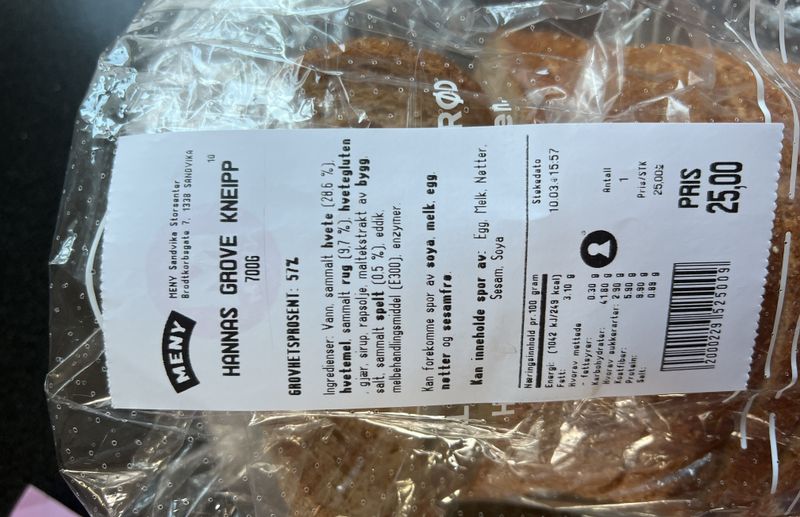 MENY
MENY Sandvika Storsenter
Brodtkorbsgate 7, 1338 SANDVIKA
10
HANNAS GROVE KNEIPP
700G
GROVHETSPROSENT: 57%
Ingredienser: Vann, sammalt hvete (28.6 %),
hvetemel, sammalt rug (9.7 %), hvetegluten
, gjær, sirup, rapsolje, maltekstrakt av bygg,
salt, sammalt spelt (0.5 %), eddik,
melbehandlingsmiddel (E300), enzymer.
Kan forekomme spor av soya, melk, egg,
nøtter og sesamfrø.
Kan inneholde spor av: Egg, Melk, Nøtter,
Sesam, Soya
Næringsinnhold pr.100 gram
Energi: (1042 kJ/249 kcal)
Fett: 3.10 g
Hvorav mettede
- fettsyrer: 0.30 g
Karbohydrater: 41.80 g
Hvorav sukkerarter: 2.90 g
Kostfiber: 5.90 g
Protein: 9.90 g
Salt: 0.89 g
Stekedato
10.03.
15:57
Antall
1
Pris/STK
25,00
PRIS
25,00
2000229152500
RØD